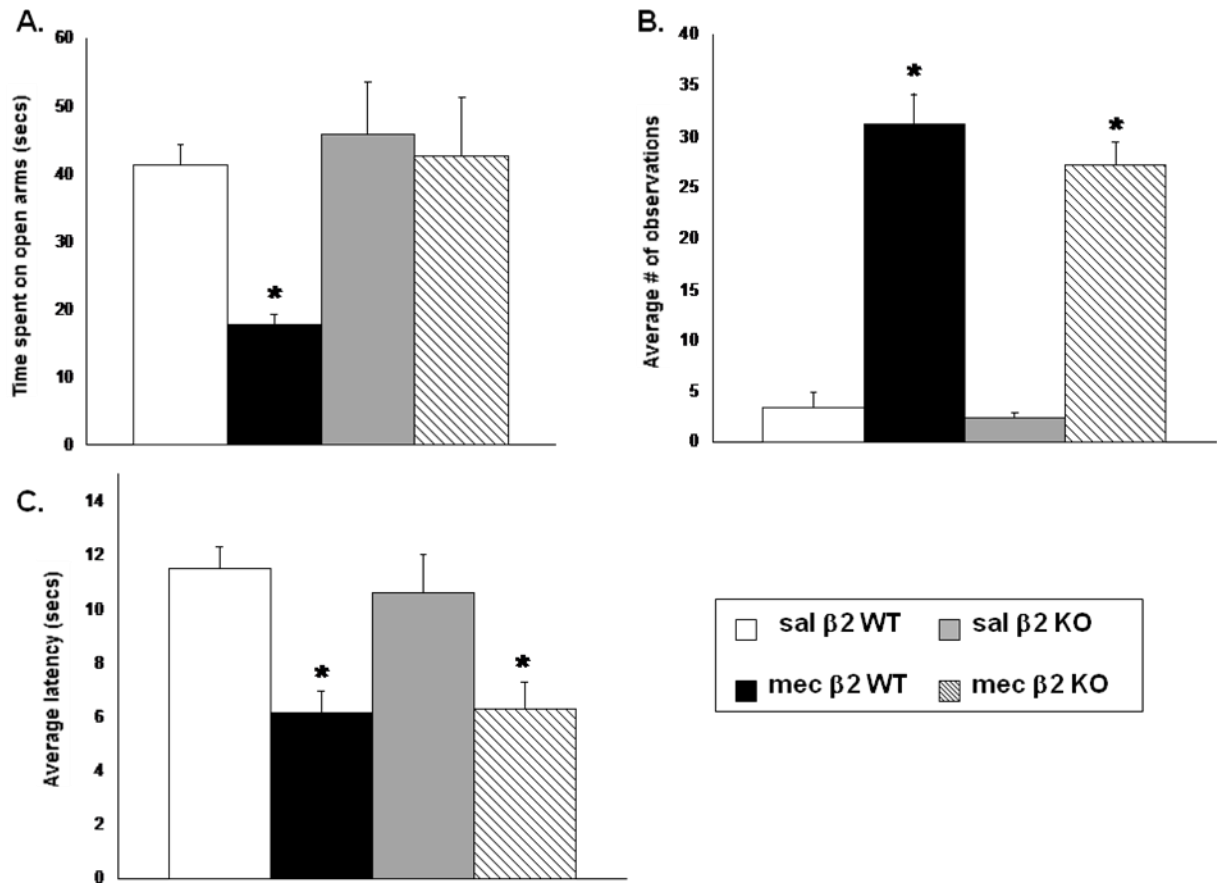 A.
Time spent on open arms (secs)
60
50
40
30
20
10
0
*
B.
Average # of observations
40
35
30
25
20
15
10
5
0
*
*
C.
Average latency (secs)
14
12
10
8
6
4
2
0
*
*
sal β2 WT
sal β2 KO
mec β2 WT
mec β2 KO